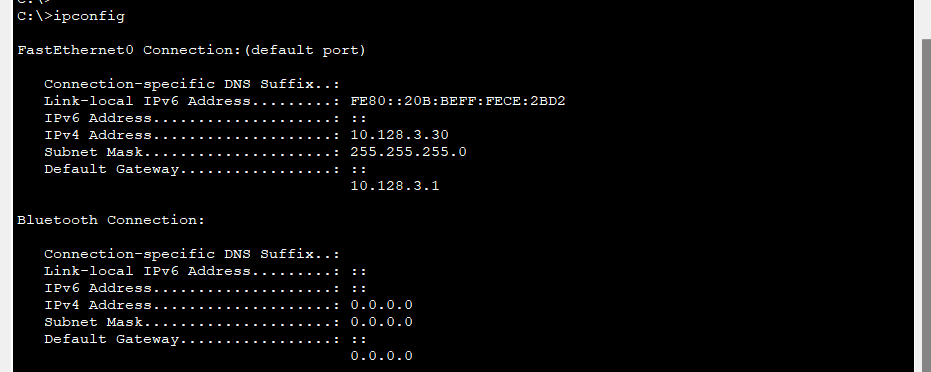 C:\>ipconfig
FastEthernet0 Connection:(default port)
Connection-specific DNS Suffix..:
Link-local IPv6 Address.........: FE80::20B:BEFF:FECE:2BD2
IPv6 Address....................: ::
IPv4 Address....................: 10.128.3.30
Subnet Mask.....................: 255.255.255.0
Default Gateway.................: ::
10.128.3.1
Bluetooth Connection:
Connection-specific DNS Suffix..:
Link-local IPv6 Address.........: ::
IPv6 Address....................: ::
IPv4 Address....................: 0.0.0.0
Subnet Mask.....................: 0.0.0.0
Default Gateway.................: ::
0.0.0.0